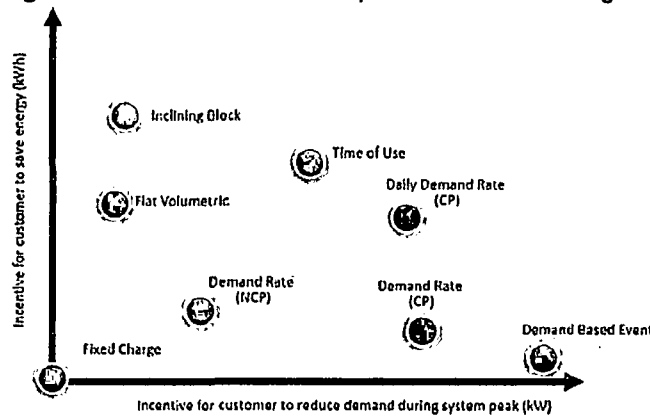 Incentive for customer to save energy (kV/h)
Inclining Block
Time of Use
Daily Demand Rate
(CP)
Flat Volumetric
Demand Rate
(NCP)
Demand Rate
(CP)
Demand Based Event
Fixed Charge
Incentive for customer to reduce demand during system peak (kW)